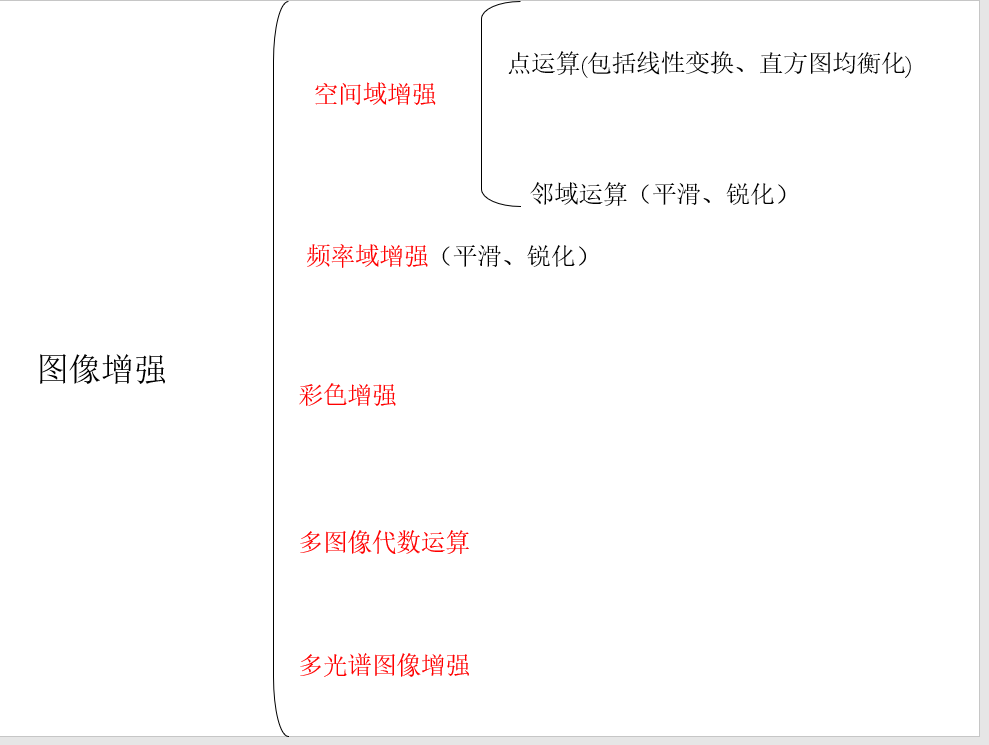 点运算(包括线性变换、直方图均衡化)
空间域增强
邻域运算（平滑、锐化）
频率域增强（平滑、锐化）
图像增强
彩色增强
多图像代数运算
多光谱图像增强